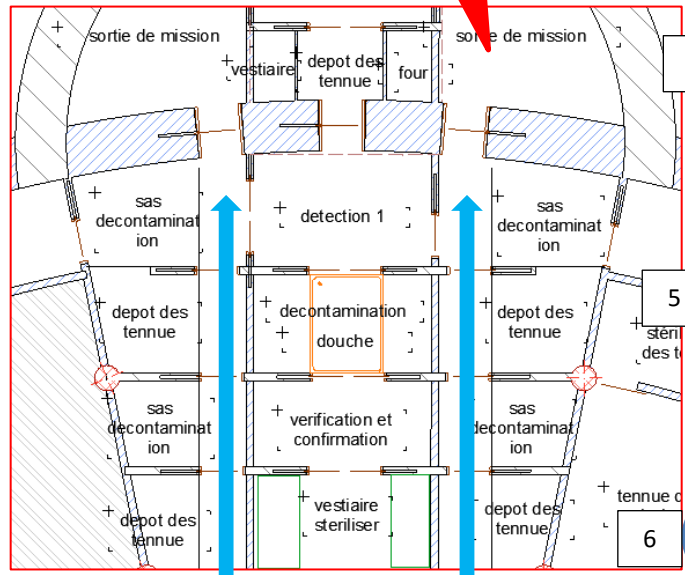 sortie de mission
vestiaire
depot des
tennue
four
sortie de mission
sas
decontaminat
ion
detection 1
sas
decontaminat
ion
5
depot des
tennue
decontamination
douche
depot des
tennue
des
sas
decontaminat
ion
verification et
confirmation
sas
decontaminat
ion
depot des
tennue
vestiaire
steriliser
depot des
tennue
tennue
6